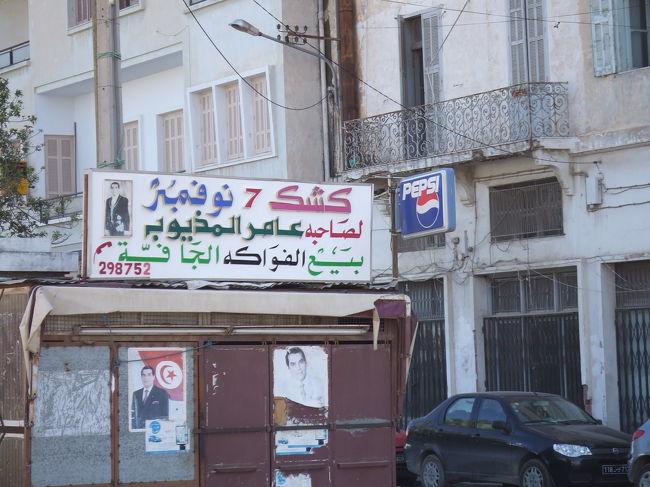 كشك 7 نوفمبر
لصاحبه عامر المذيوب
بيع الفواكه الجافة
298752
PEPSI